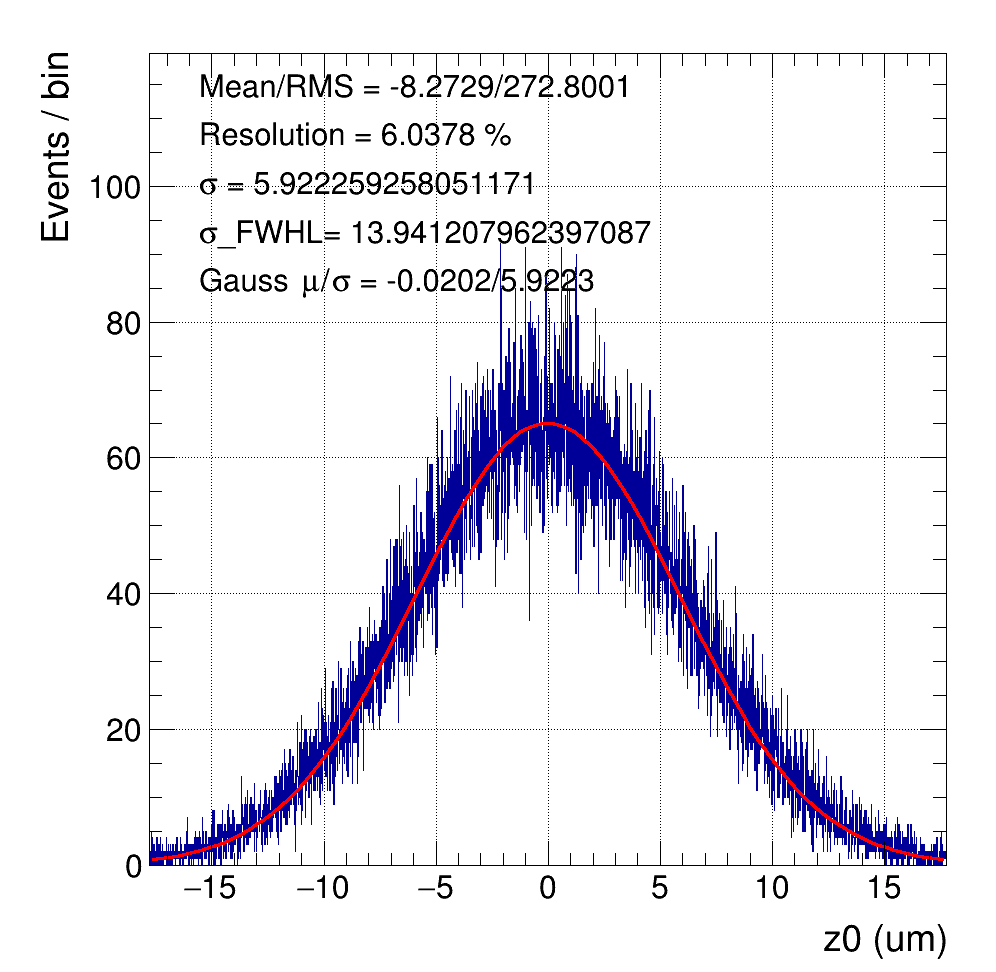 Events / bin
Mean/RMS = -8.2729/272.8001
Resolution = 6.0378 %
σ = 5.922259258051171
σ_FWHL= 13.941207962397087
Gauss μ/σ = -0.0202/5.9223
100
80
60
40
20
0
−15 −10 −5 0 5 10 15
z0 (um)